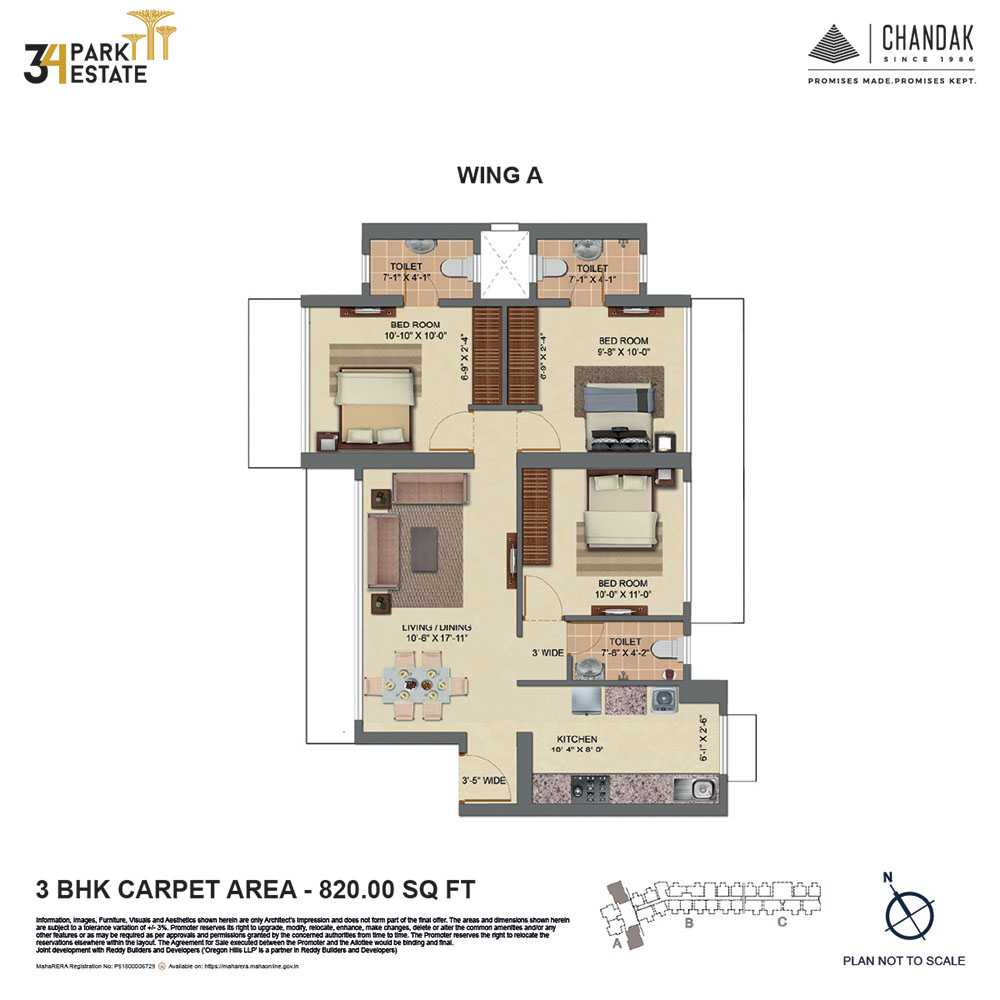 34 PARK ESTATE
CHANDAK
SINCE 1986
PROMISES MADE.PROMISES KEPT.
WING A
TOILET
7'-1" X 4'-1"
TOILET
7'-1" X 4'-1"
BED ROOM
10'-10" X 10'-0"
6'-9" X 2'-4"
6'-9" X 2'-4"
BED ROOM
9'-8" X 10'-0"
BED ROOM
10'-0" X 11'-0"
LIVING / DINING
10'-6" X 17'-11"
3' WIDE
TOILET
7'-6" X 4'-2"
KITCHEN
10'-4" X 8'-0"
6'-1" X 2'-6"
3'-5" WIDE
3 BHK CARPET AREA - 820.00 SQ FT
Information, Images, Furniture, Visuals and Aesthetics shown herein are only Architect's Impression and does not form part of the final offer. The areas and dimensions shown herein
are subject to a tolerance variation of +/- 3%. Promoter reserves its right to upgrade, modify, relocate, enhance, make changes, delete or alter the common amenities and/or any
other features or as may be required as per approvals and permissions granted by the concerned authorities from time to time. The Promoter reserves the right to relocate the
reservations elsewhere within the layout. The Agreement for Sale executed between the Promoter and the Allottee would be binding and final.
Joint development with Reddy Builders and Developers ('Oregon Hills LLP' is a partner in Reddy Builders and Developers)
MahaRERA Registration No: P51800006729 Available on: https://maharera.mahaonline.gov.in
A
B
C
N
PLAN NOT TO SCALE